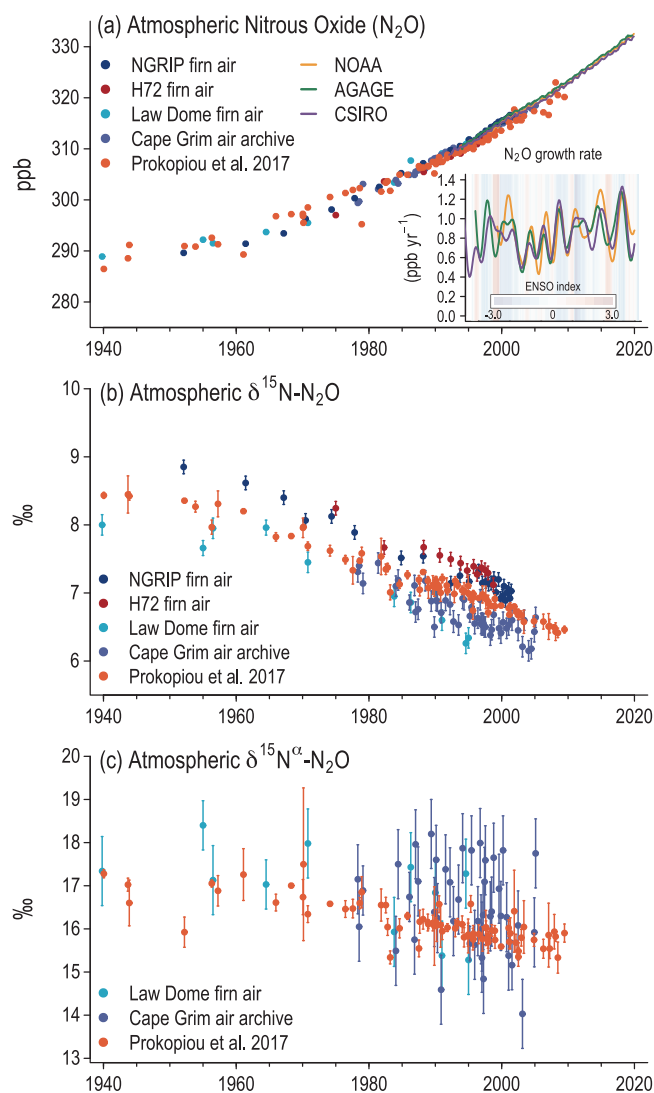 (a) Atmospheric Nitrous Oxide (N₂O)
330
320
310
300
290
280
ppb
NGRIP firn air
H72 firn air
Law Dome firn air
Cape Grim air archive
Prokopiou et al. 2017
NOAA
AGAGE
CSIRO
N₂O growth rate
1.4
1.2
1.0
0.8
0.6
0.4
0.2
0.0
(ppb yr⁻¹)
ENSO index
-3.0 0 3.0
1940 1960 1980 2000 2020
(b) Atmospheric δ¹⁵N-N₂O
10
9
8
7
6
‰
NGRIP firn air
H72 firn air
Law Dome firn air
Cape Grim air archive
Prokopiou et al. 2017
1940 1960 1980 2000 2020
(c) Atmospheric δ¹⁵Nᵅ-N₂O
20
19
18
17
16
15
14
13
‰
Law Dome firn air
Cape Grim air archive
Prokopiou et al. 2017
1940 1960 1980 2000 2020